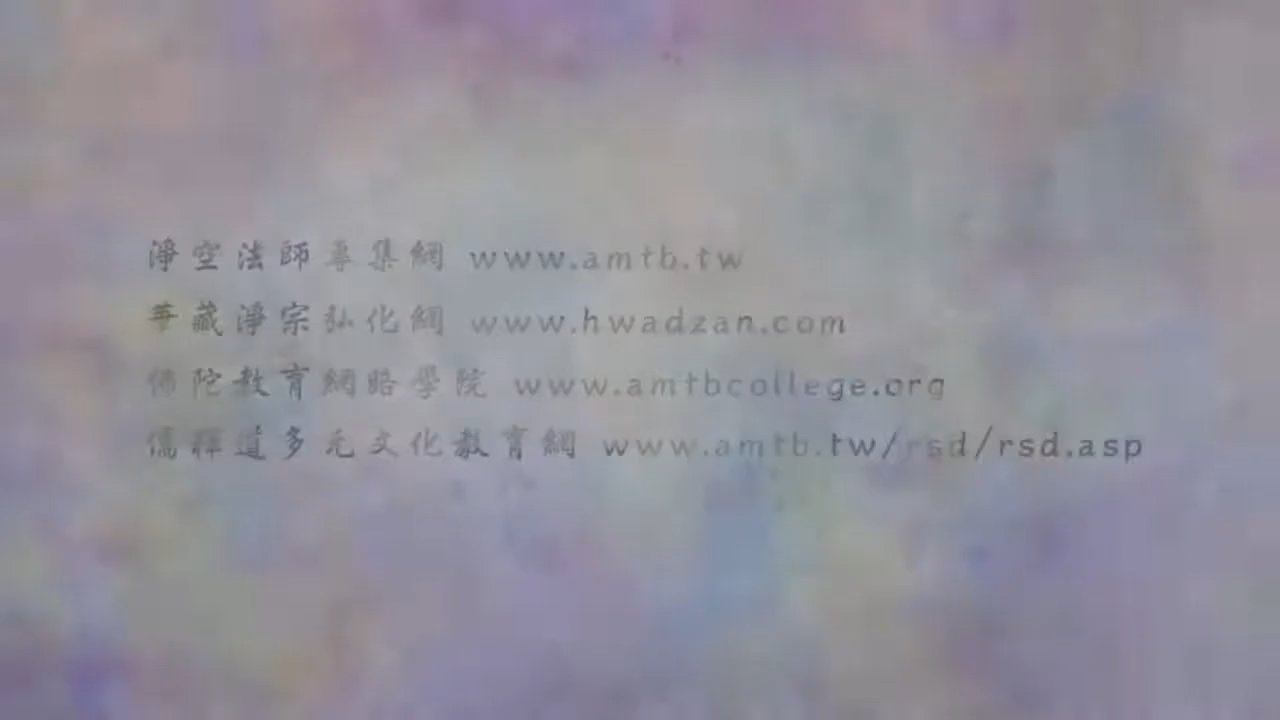 淨空法師專集網 www.amtb.tw
華藏淨宗弘化網 www.hwadzan.com
佛陀教育網路學院 www.amtbcollege.org
儒釋道多元文化教育網 www.amtb.tw/rsd/rsd.asp